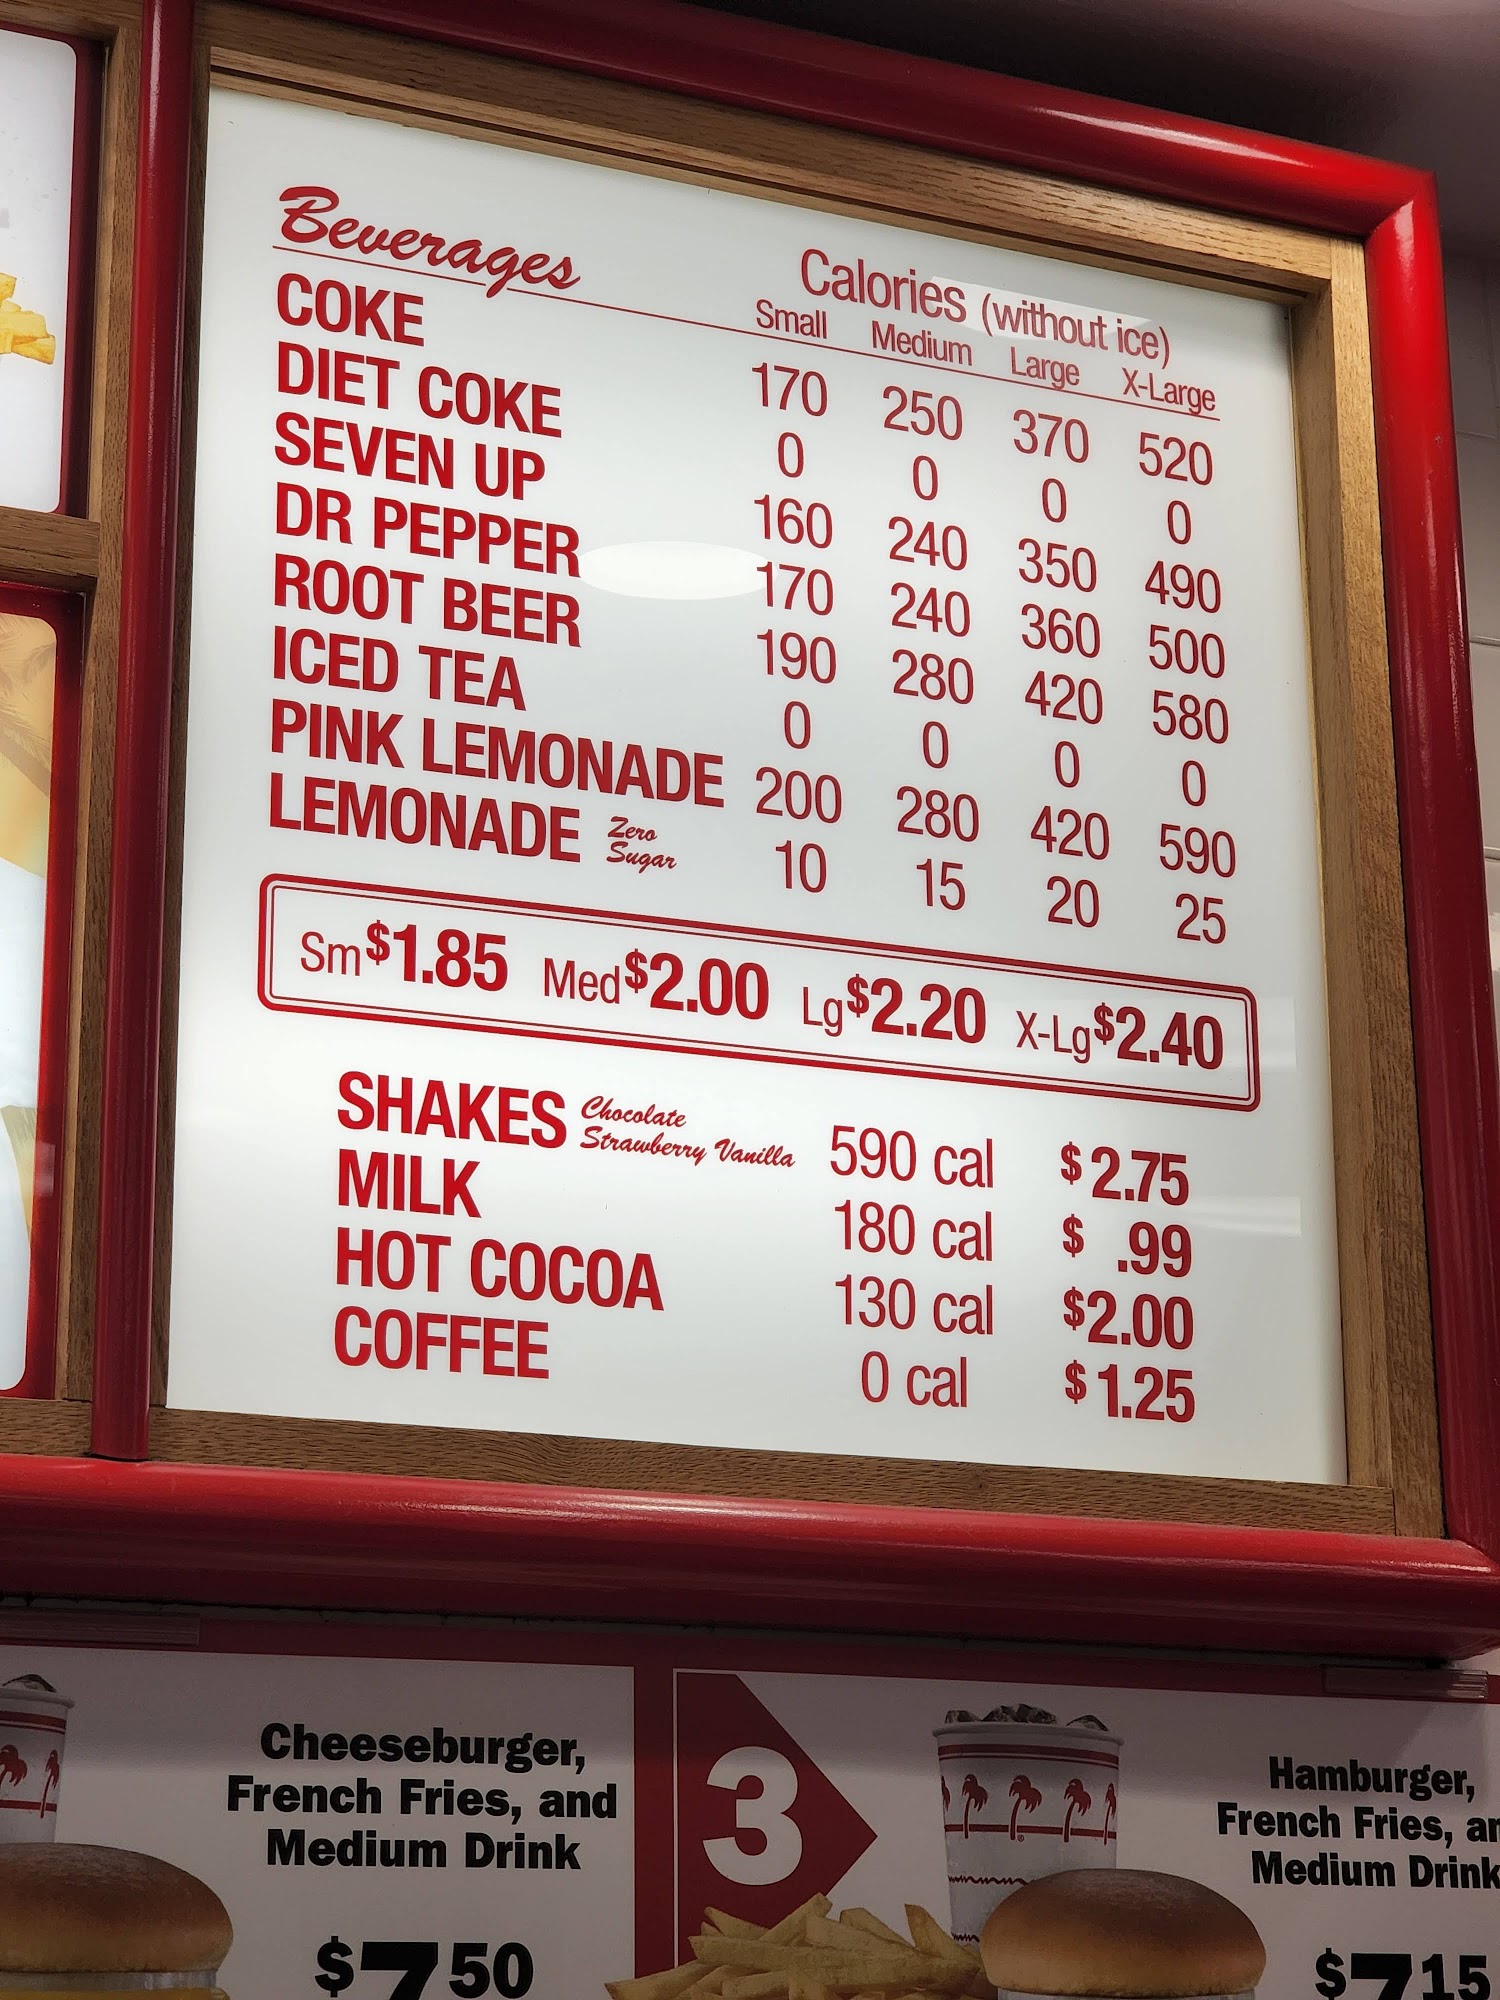 Beverages Calories (without ice)
Small Medium Large X-Large
COKE 170 250 370 520
DIET COKE 0 0 0 0
SEVEN UP 160 240 350 490
DR PEPPER 170 240 360 500
ROOT BEER 190 280 420 580
ICED TEA 0 0 0 0
PINK LEMONADE 200 280 420 590
LEMONADE Zero Sugar 10 15 20 25
Sm $1.85 Med $2.00 Lg $2.20 X-Lg $2.40
SHAKES Chocolate Strawberry Vanilla 590 cal $2.75
MILK 180 cal $ .99
HOT COCOA 130 cal $2.00
COFFEE 0 cal $1.25
Cheeseburger,
French Fries, and
Medium Drink
$7 50
3
Hamburger,
French Fries, an
Medium Drink
$7 15